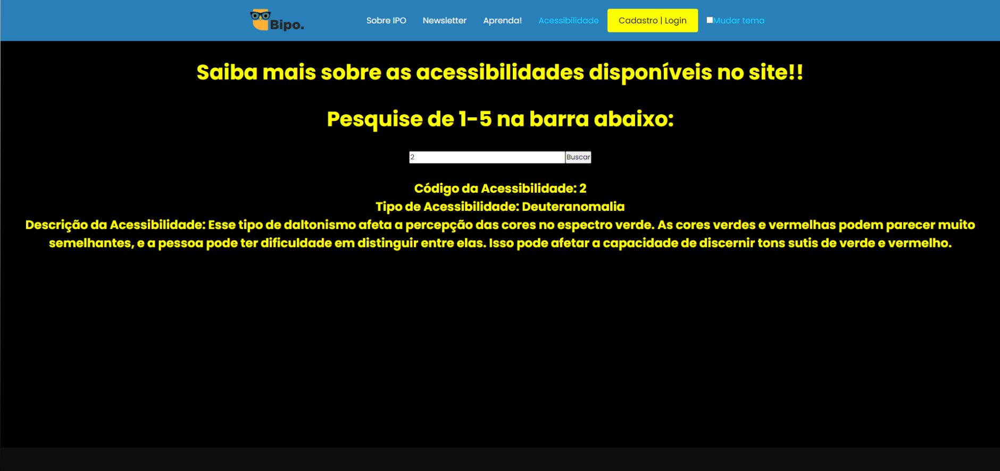 Bipo.
Sobre IPO
Newsletter
Aprenda!
Acessibilidade
Cadastro | Login
Mudar tema
Saiba mais sobre as acessibilidades disponíveis no site!!
Pesquise de 1-5 na barra abaixo:
2
Buscar
Código da Acessibilidade: 2
Tipo de Acessibilidade: Deuteranomalia
Descrição da Acessibilidade: Esse tipo de daltonismo afeta a percepção das cores no espectro verde. As cores verdes e vermelhas podem parecer muito
semelhantes, e a pessoa pode ter dificuldade em distinguir entre elas. Isso pode afetar a capacidade de discernir tons sutis de verde e vermelho.